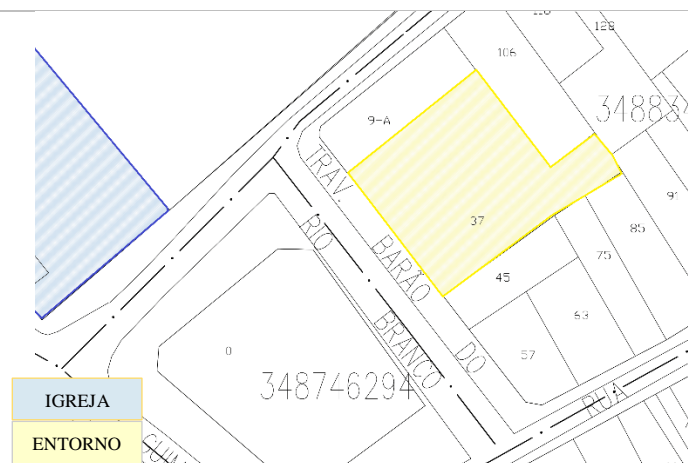 128
106
34883
9-A
TRAV. BARÃO DO
RIO BRANCO
37
91
85
75
45
63
57
0
348746294
RUA
IGREJA
ENTORNO